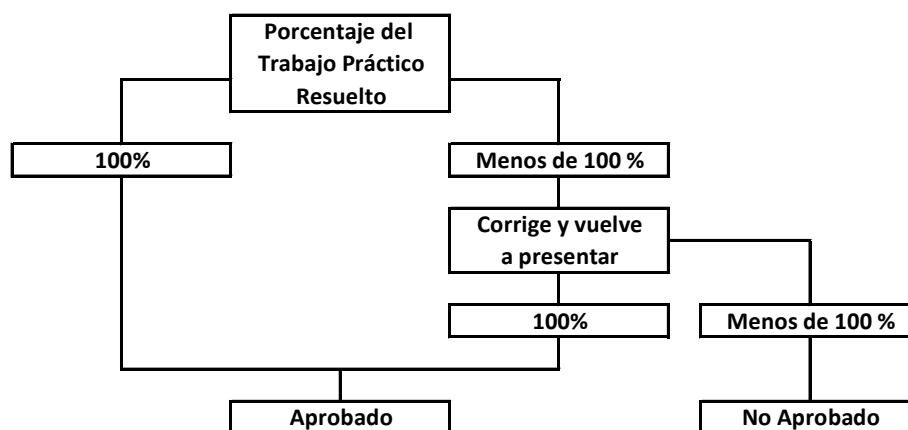 Porcentaje del
Trabajo Práctico
Resuelto
100%
Menos de 100 %
Corrige y vuelve
a presentar
100%
Menos de 100 %
Aprobado
No Aprobado